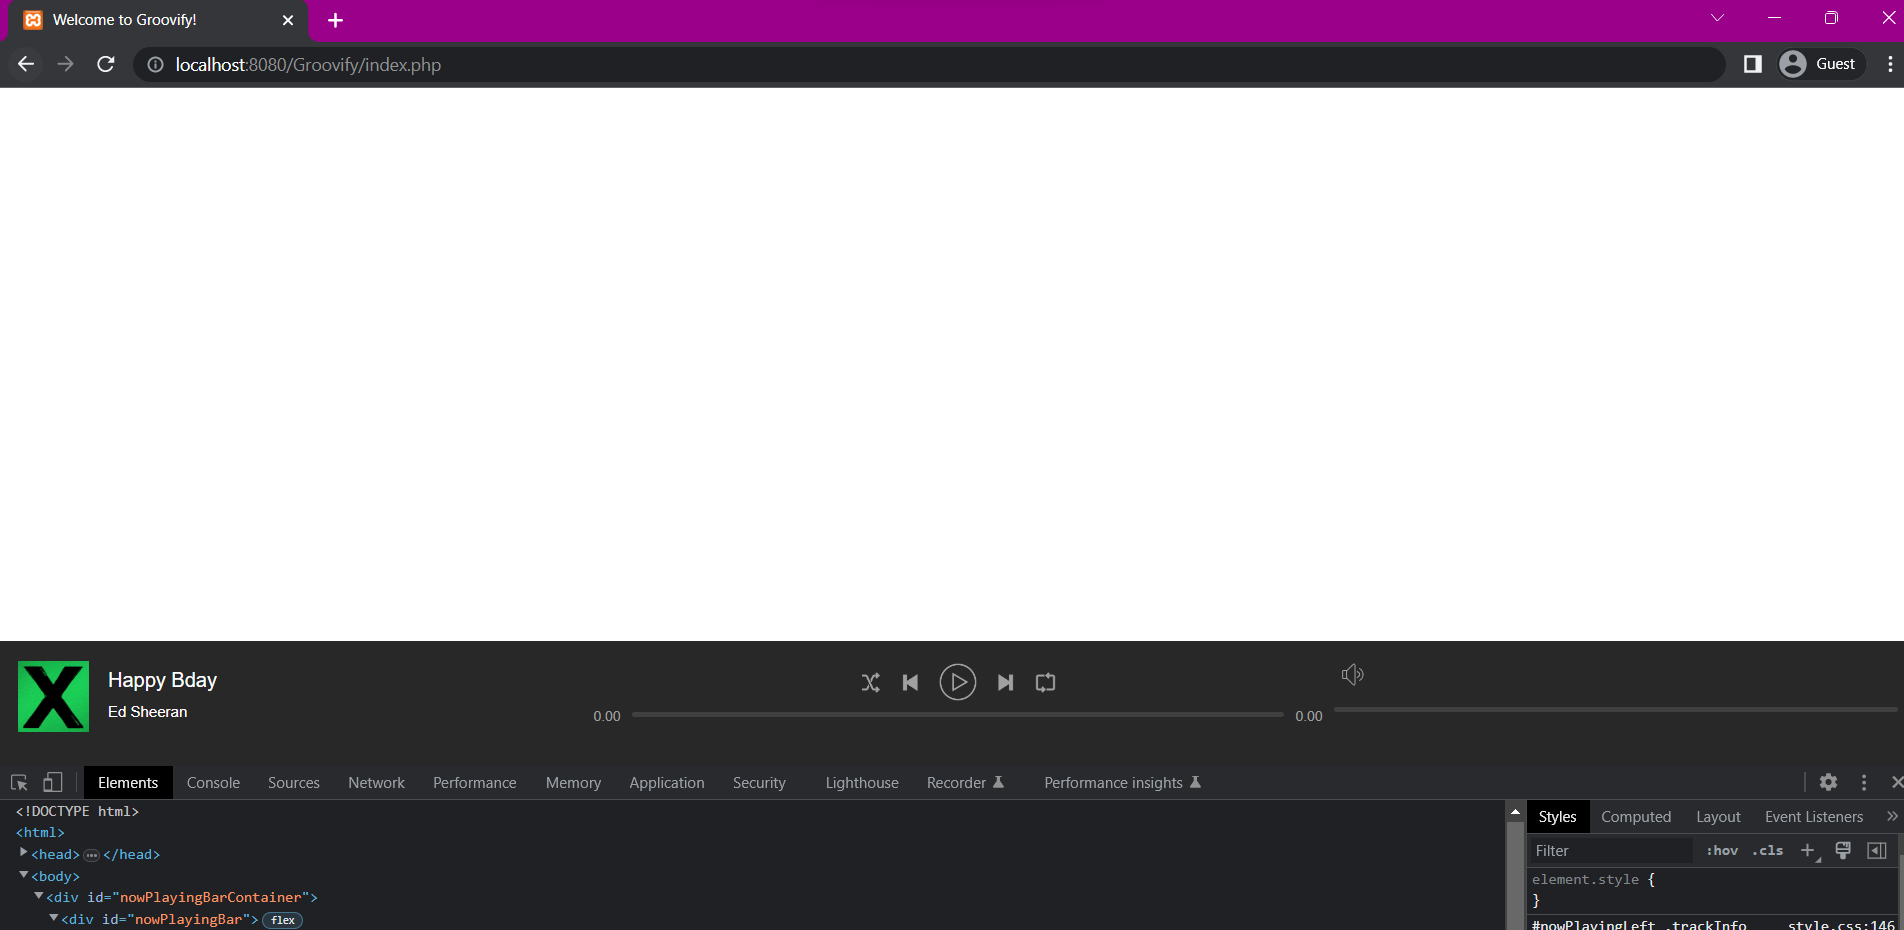 Welcome to Groovify!
localhost:8080/Groovify/index.php
Guest
Happy Bday
Ed Sheeran
0.00
0.00
Elements Console Sources Network Performance Memory Application Security Lighthouse Recorder Performance insights
<!DOCTYPE html>
<html>
<head> ... </head>
<body>
<div id="nowPlayingBarContainer">
<div id="nowPlayingBar"> flex
Styles Computed Layout Event Listeners
Filter :hov .cls
element.style {
}
#nowPlayingLeft .trackInfo style.css:146